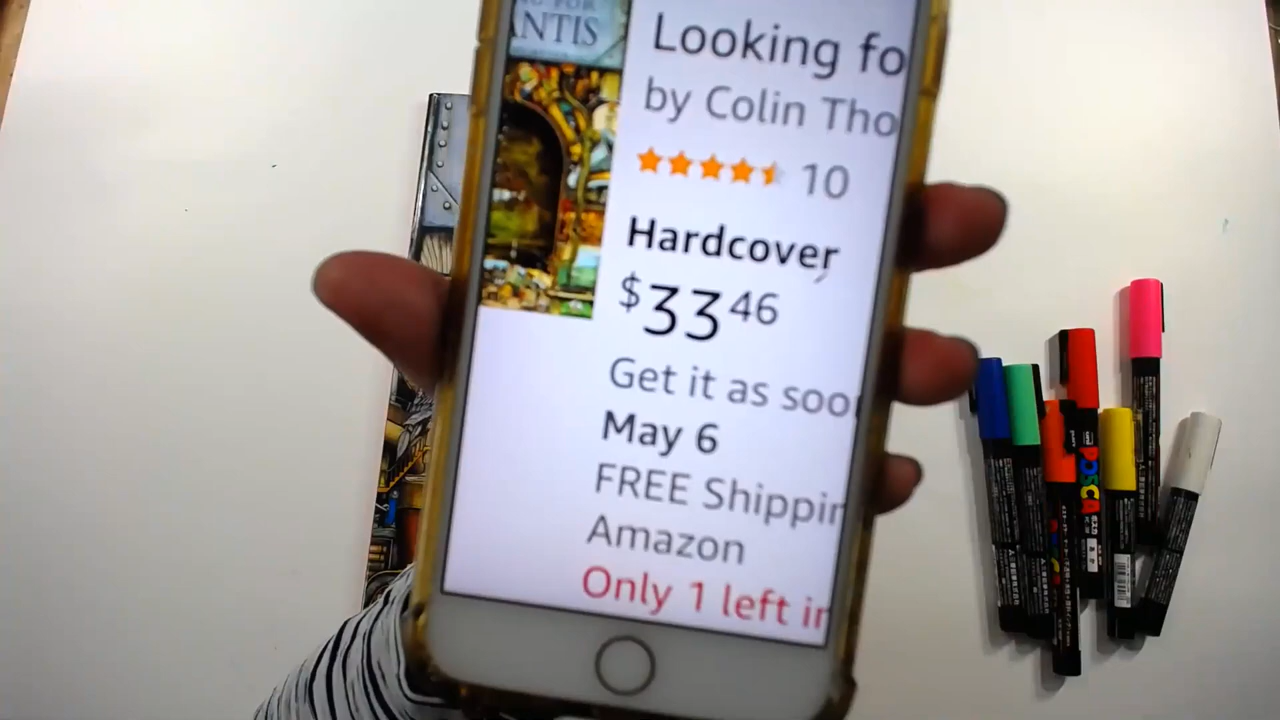 ANTIS
Looking fo
by Colin Tho
10
Hardcover
$33 46
Get it as soo
May 6
FREE Shippin
Amazon
Only 1 left in
POSCA